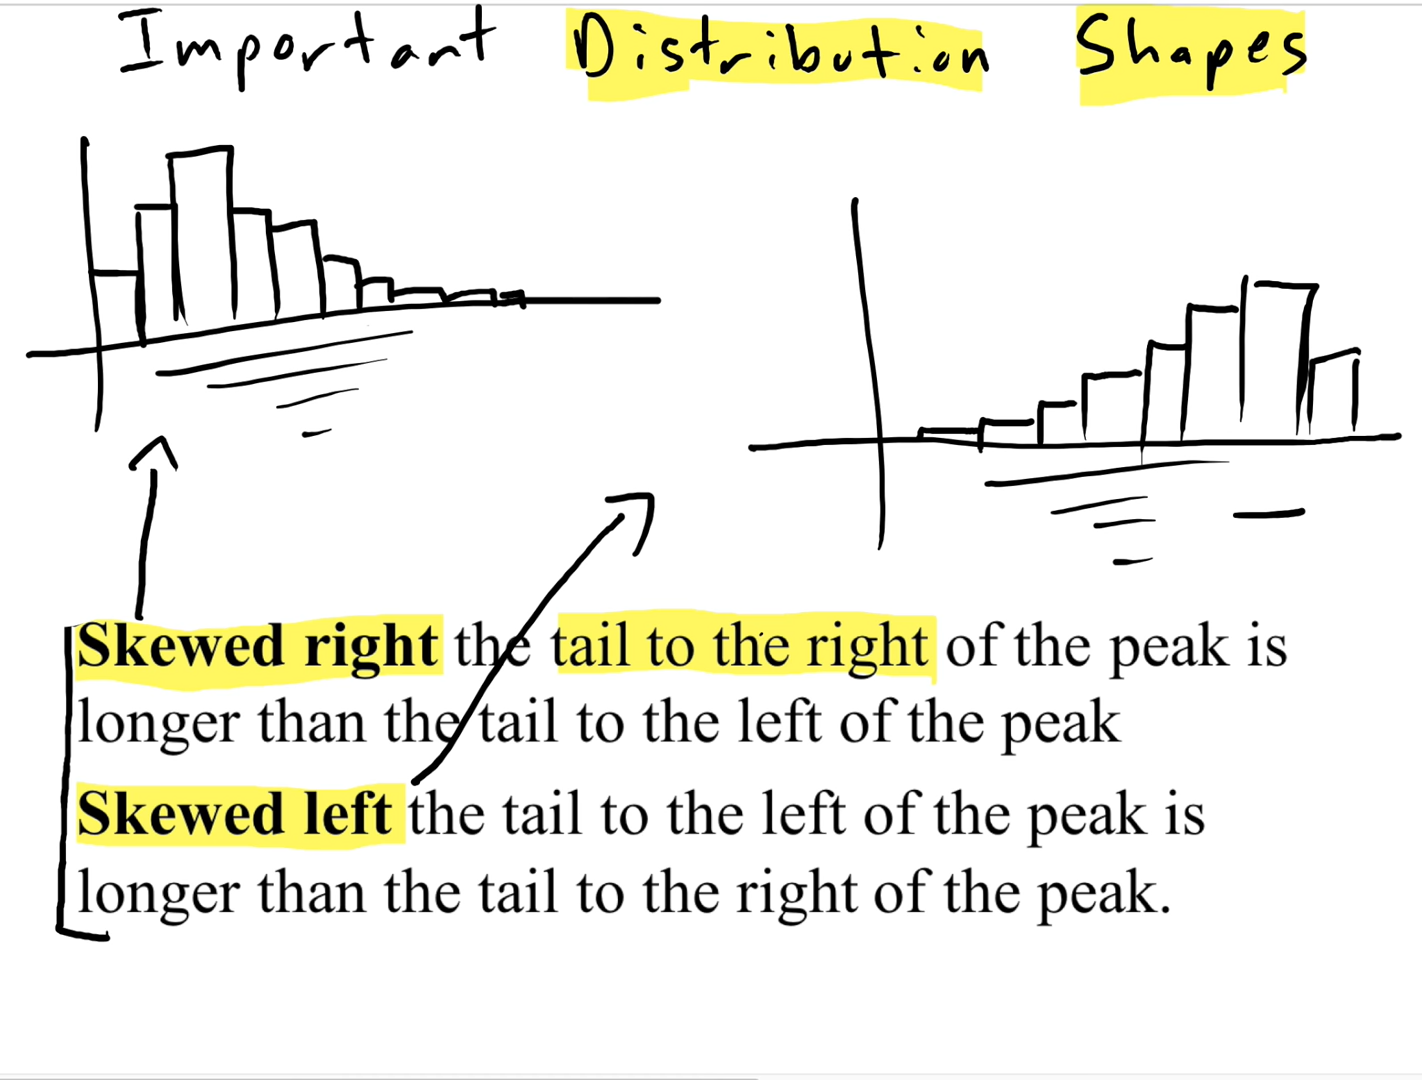 Important Distribution Shapes
Skewed right the tail to the right of the peak is
longer than the tail to the left of the peak
Skewed left the tail to the left of the peak is
longer than the tail to the right of the peak.